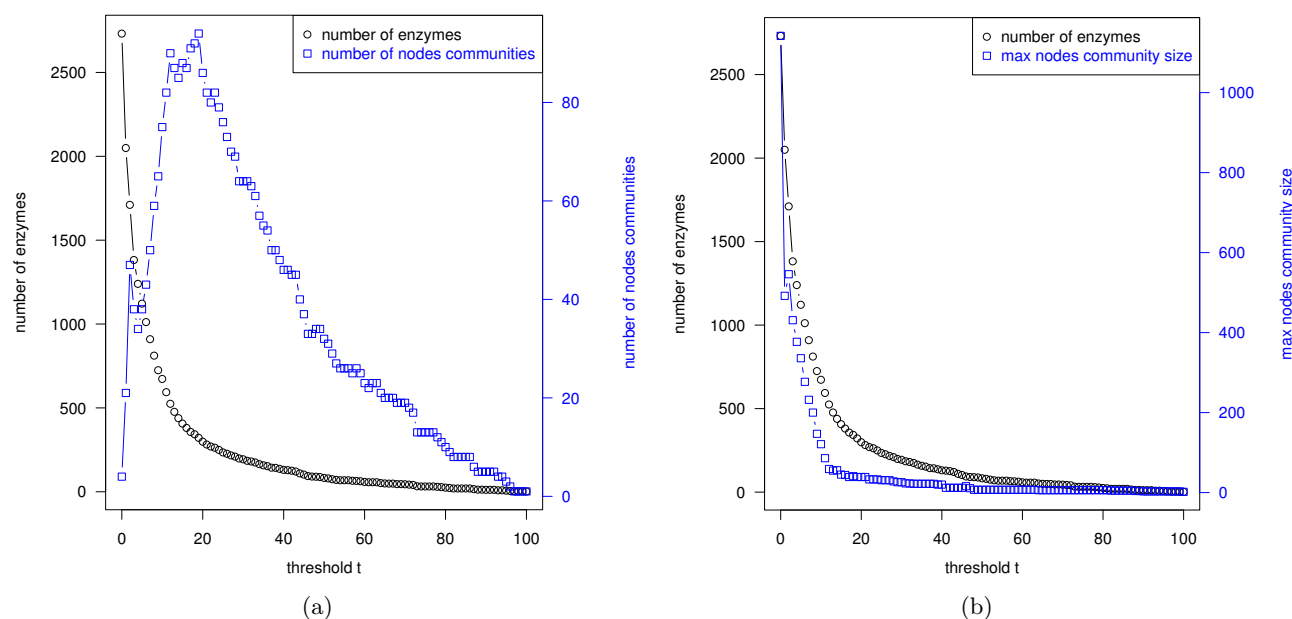 number of enzymes
number of nodes communities
2500
2000
1500
1000
500
0
number of enzymes
80
60
40
20
0
number of nodes communities
0 20 40 60 80 100
threshold t
(a)
number of enzymes
max nodes community size
2500
2000
1500
1000
500
0
number of enzymes
1000
800
600
400
200
0
max nodes community size
0 20 40 60 80 100
threshold t
(b)